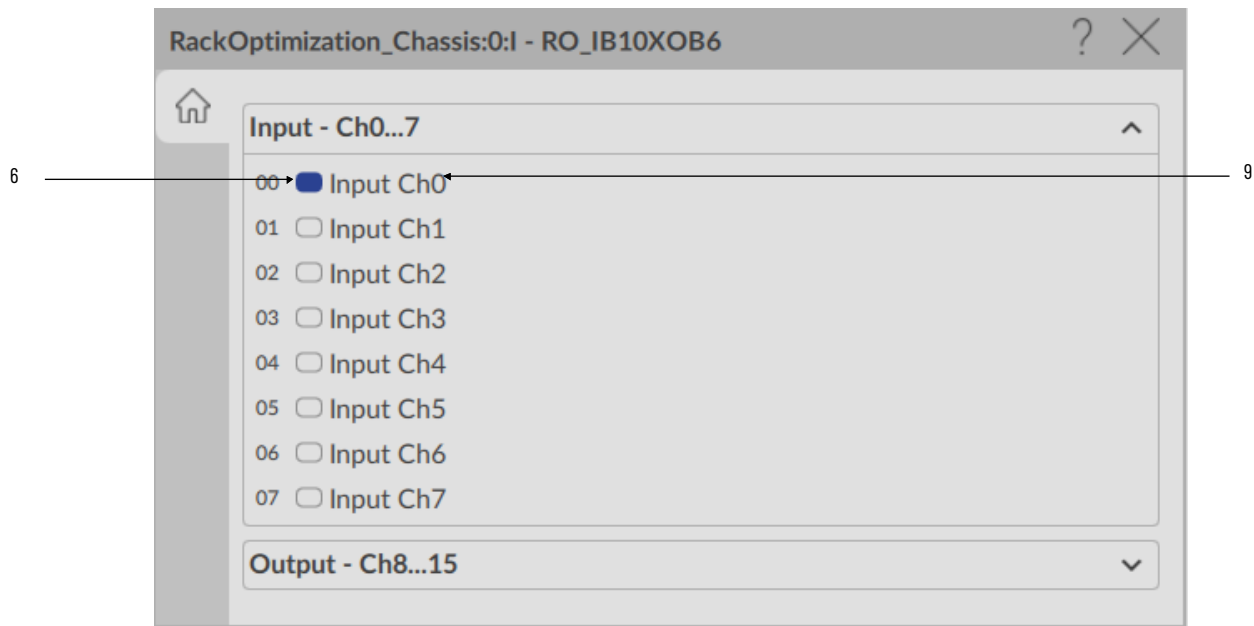 RackOptimization_Chassis:0:I - RO_IB10XOB6 ?
Input - Ch0...7
6 00 Input Ch0 9
01 Input Ch1
02 Input Ch2
03 Input Ch3
04 Input Ch4
05 Input Ch5
06 Input Ch6
07 Input Ch7
Output - Ch8...15